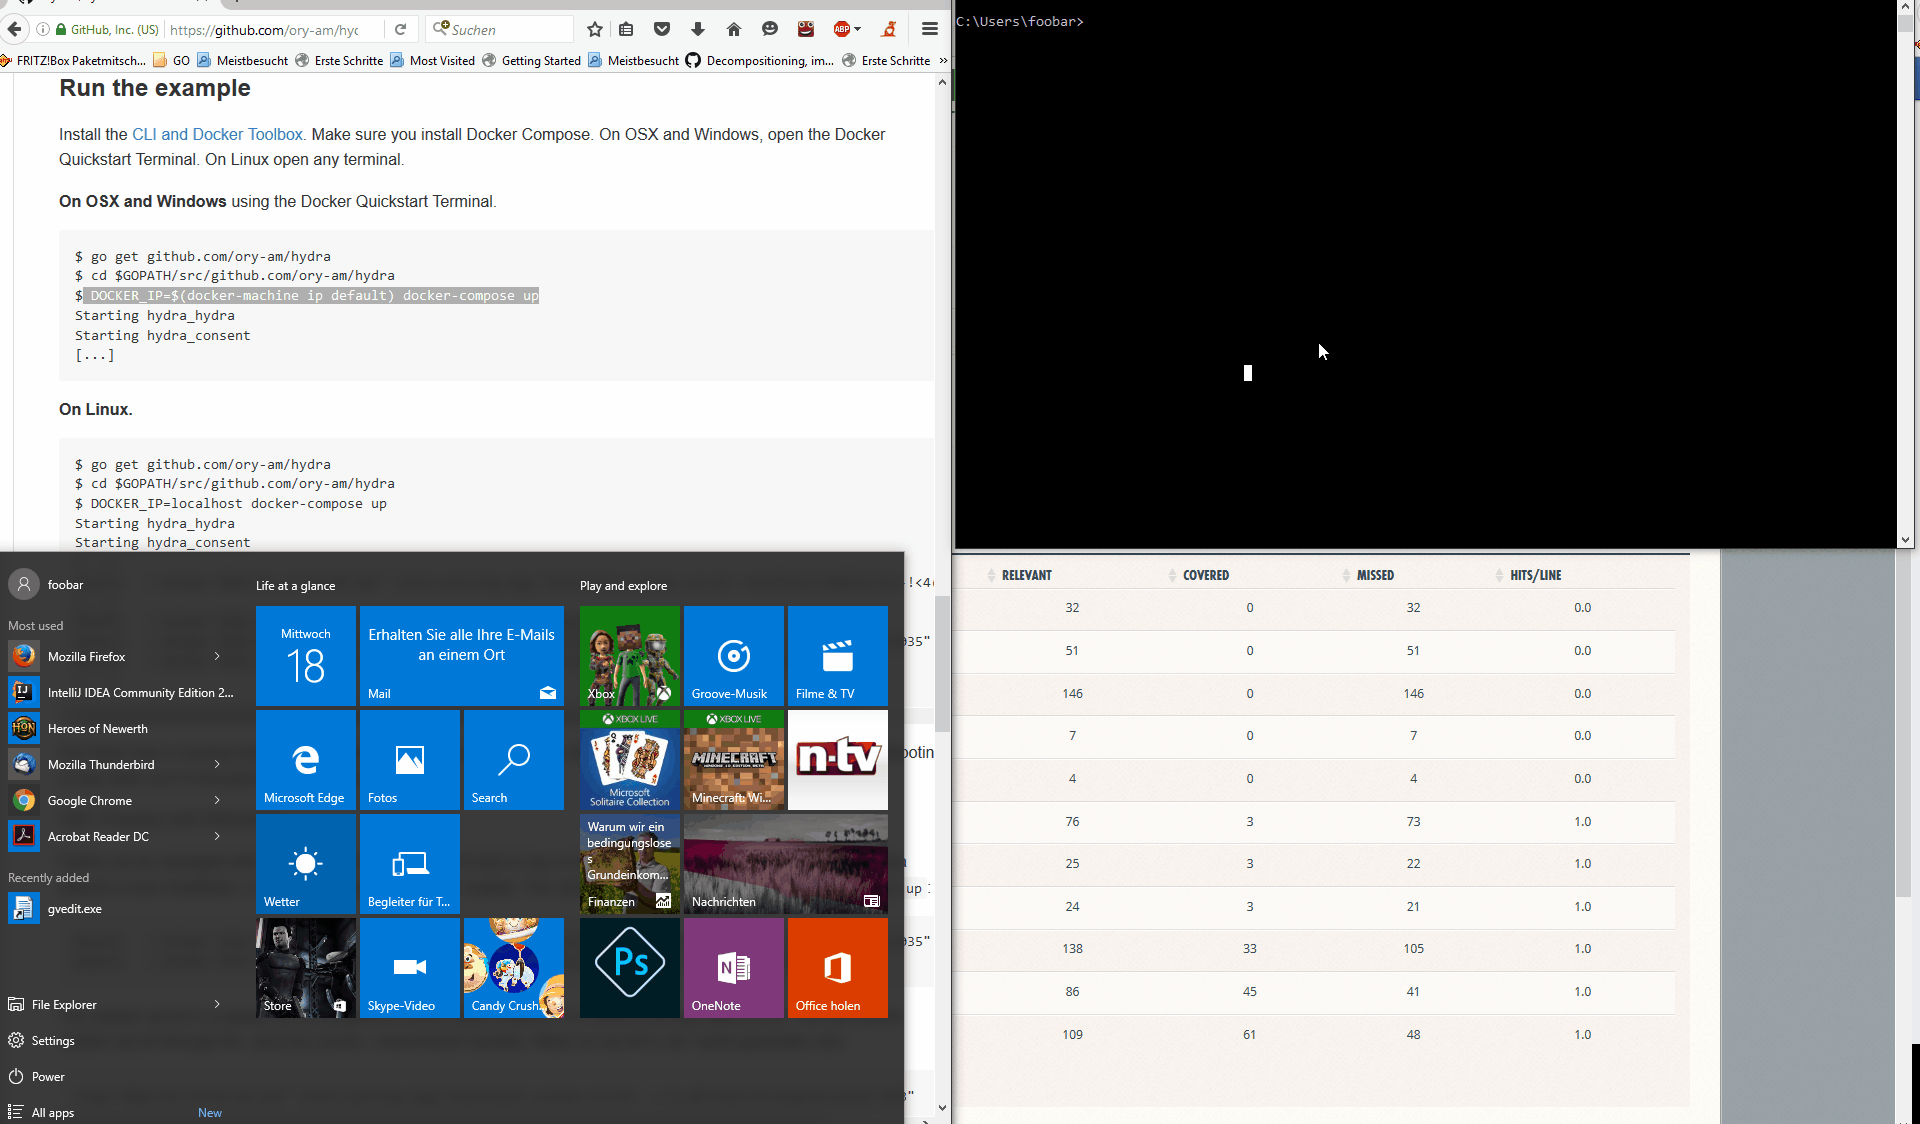 GitHub, Inc. (US)
https://github.com/ory-am/hyd
Suchen
ABP
FRITZ!Box Paketmitsch...
GO
Meistbesucht
Erste Schritte
Most Visited
Getting Started
Meistbesucht
Decompositioning, im...
Erste Schritte
»
Run the example
Install the CLI and Docker Toolbox. Make sure you install Docker Compose. On OSX and Windows, open the Docker
Quickstart Terminal. On Linux open any terminal.
On OSX and Windows using the Docker Quickstart Terminal.
$ go get github.com/ory-am/hydra
$ cd $GOPATH/src/github.com/ory-am/hydra
$ DOCKER_IP=$(docker-machine ip default) docker-compose up
Starting hydra_hydra
Starting hydra_consent
[...]
On Linux.
$ go get github.com/ory-am/hydra
$ cd $GOPATH/src/github.com/ory-am/hydra
$ DOCKER_IP=localhost docker-compose up
Starting hydra_hydra
Starting hydra_consent
!<4
935"
ootin
up
935"
foobar
Most used
Mozilla Firefox
IntelliJ IDEA Community Edition 2...
Heroes of Newerth
Mozilla Thunderbird
Google Chrome
Acrobat Reader DC
Recently added
gvedit.exe
File Explorer
Settings
Power
All apps
New
Life at a glance
Mittwoch
18
Erhalten Sie alle Ihre E-Mails
an einem Ort
Mail
Microsoft Edge
Fotos
Search
Wetter
Begleiter für T...
Store
Skype-Video
Candy Crush
Play and explore
Xbox
Groove-Musik
Filme & TV
XBOX LIVE
Microsoft
Solitaire Collection
XBOX LIVE
MINECRAFT
Minecraft: Wi...
n-tv
Warum wir ein
bedingungslose
s
Grundeinkom...
Finanzen
Nachrichten
Ps
OneNote
Office holen
C:\Users\foobar>
RELEVANT COVERED MISSED HITS/LINE
32 0 32 0.0
51 0 51 0.0
146 0 146 0.0
7 0 7 0.0
4 0 4 0.0
76 3 73 1.0
25 3 22 1.0
24 3 21 1.0
138 33 105 1.0
86 45 41 1.0
109 61 48 1.0